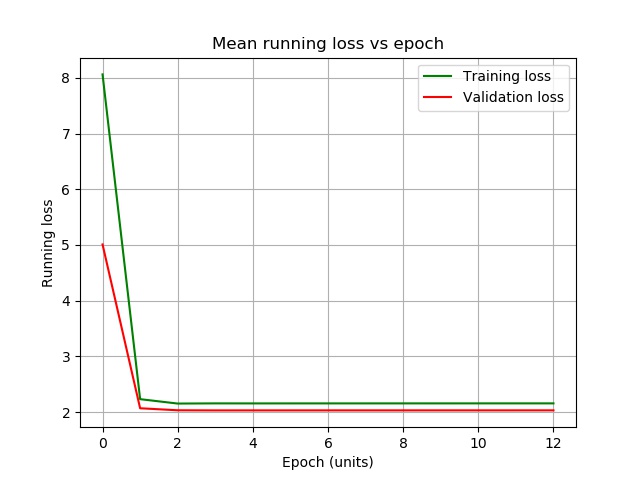 Mean running loss vs epoch
Training loss
Validation loss
8
7
6
5
4
3
2
Running loss
0 2 4 6 8 10 12
Epoch (units)